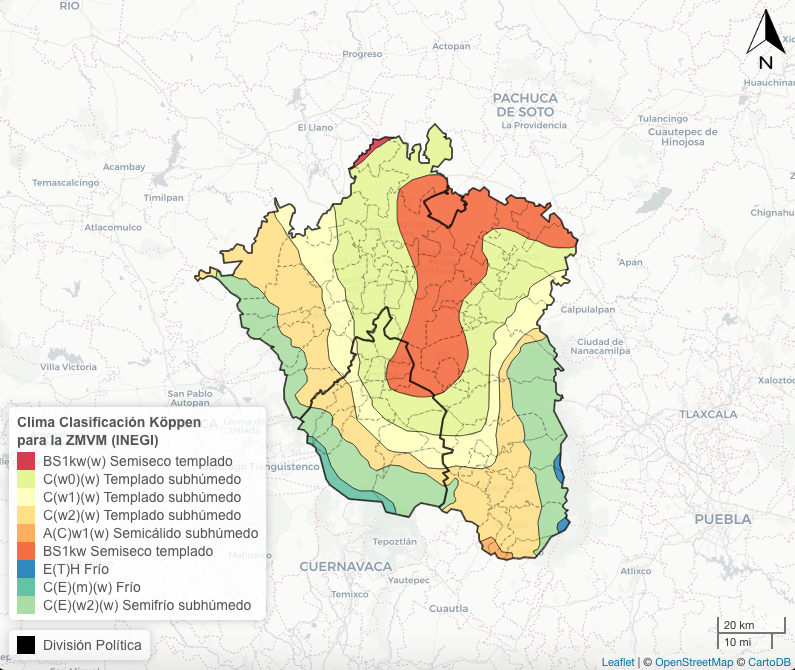 RIO
Actopan
Progreso
N
Huauchinan
PACHUCA
DE SOTO
La Providencia
Tulancingo
El Llano
Cuautepec de
Hinojosa
Acambay
Temascalcingo
Timilpan
Chignahu
Atlacomulco
Apan
Calpulalpan
Ciudad de
Nanacamilpa
Villa Victoria
San Pablo
Autopan
Xaloztoc
TLAXCALA
Clima Clasificación Köppen
para la ZMVM (INEGI)
BS1kw(w) Semiseco templado
C(w0)(w) Templado subhúmedo
C(w1)(w) Templado subhúmedo
C(w2)(w) Templado subhúmedo
A(C)w1(w) Semicálido subhúmedo
BS1kw Semiseco templado
E(T)H Frío
C(E)(m)(w) Frío
C(E)(w2)(w) Semifrío subhúmedo
Lerma de
Villada
Tianguistenco
PUEBLA
Tepoztlán
Malinalco
CUERNAVACA
Yautepec
Atlixco
Temixco
Cuautla
División Política
20 km
10 mi
Leaflet | © OpenStreetMap © CartoDB